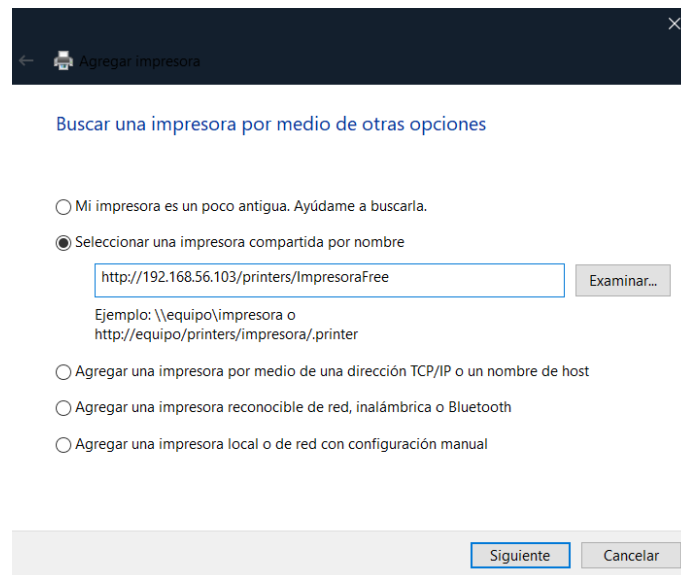 Agregar impresora
Buscar una impresora por medio de otras opciones
Mi impresora es un poco antigua. Ayúdame a buscarla.
Seleccionar una impresora compartida por nombre
http://192.168.56.103/printers/ImpresoraFree
Examinar...
Ejemplo: \\equipo\impresora o
http://equipo/printers/impresora/.printer
Agregar una impresora por medio de una dirección TCP/IP o un nombre de host
Agregar una impresora reconocible de red, inalámbrica o Bluetooth
Agregar una impresora local o de red con configuración manual
Siguiente
Cancelar